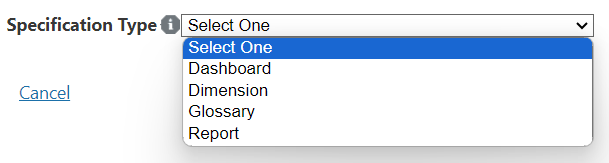 Specification Type i Select One
Select One
Dashboard
Dimension
Cancel
Glossary
Report